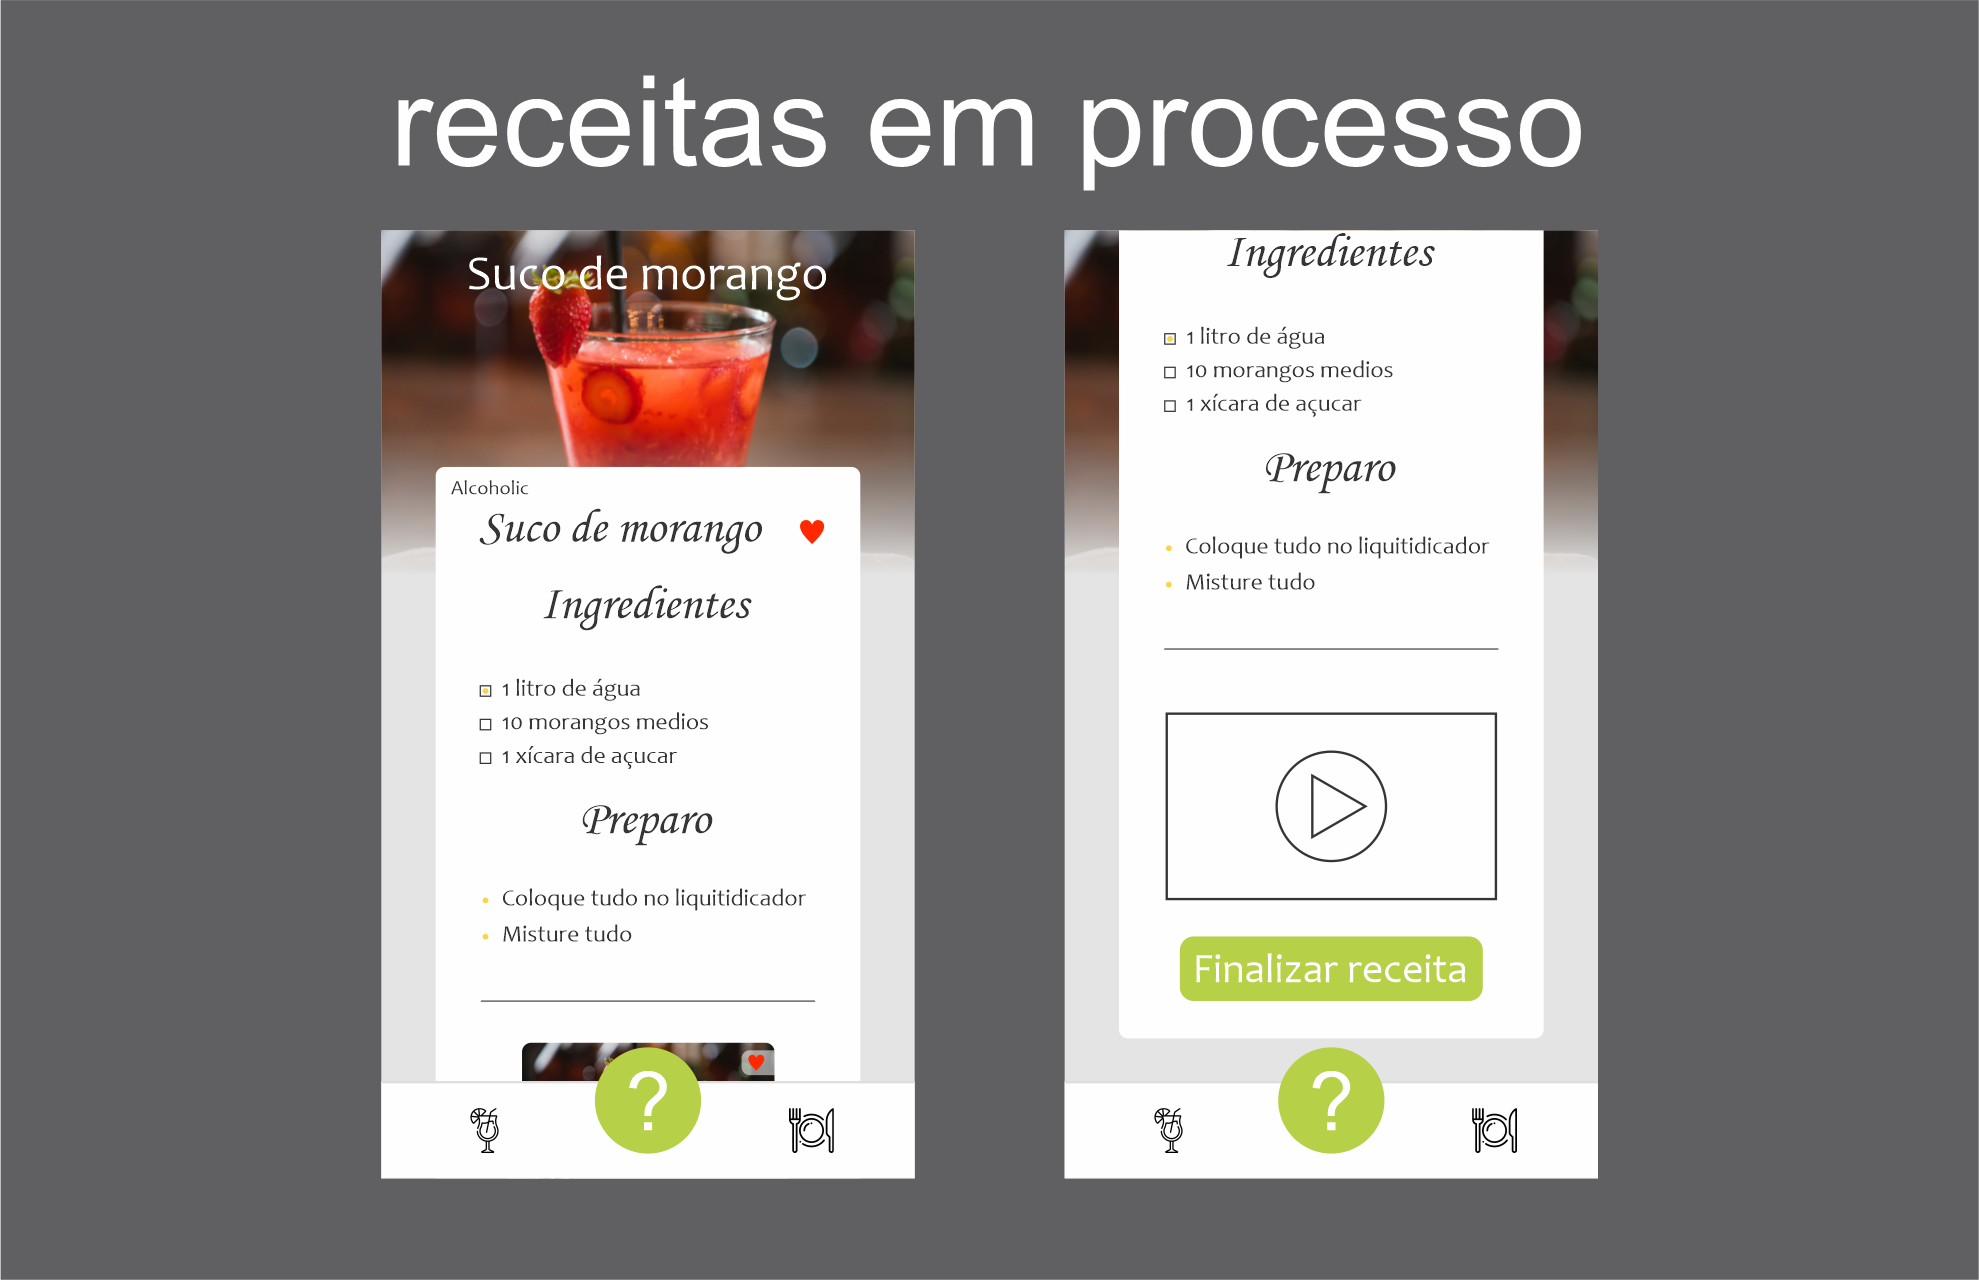 receitas em processo
Suco de morango
Alcoholic
Suco de morango
Ingredientes
1 litro de água
10 morangos medios
1 xícara de açucar
Preparo
Coloque tudo no liquitidicador
Misture tudo
?
Ingredientes
1 litro de água
10 morangos medios
1 xícara de açucar
Preparo
Coloque tudo no liquitidicador
Misture tudo
Finalizar receita
?